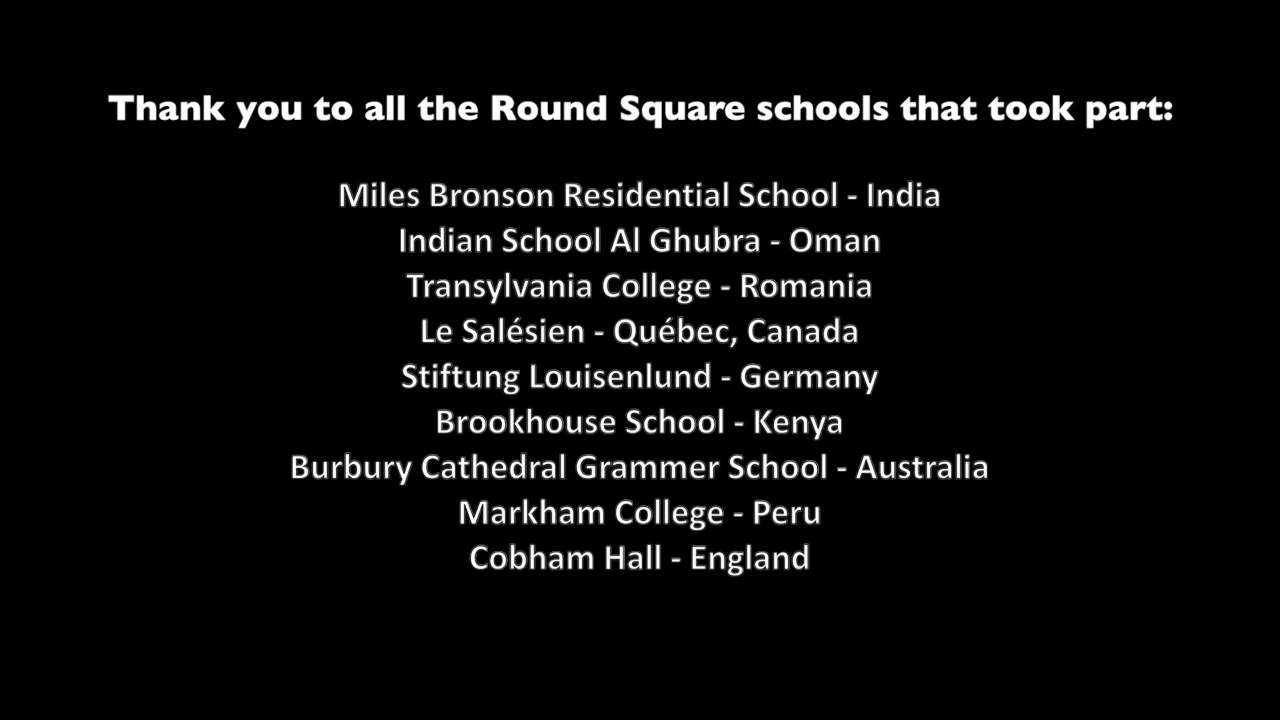 Thank you to all the Round Square schools that took part:
Miles Bronson Residential School - India
Indian School Al Ghubra - Oman
Transylvania College - Romania
Le Salésien - Québec, Canada
Stiftung Louisenlund - Germany
Brookhouse School - Kenya
Burbury Cathedral Grammer School - Australia
Markham College - Peru
Cobham Hall - England